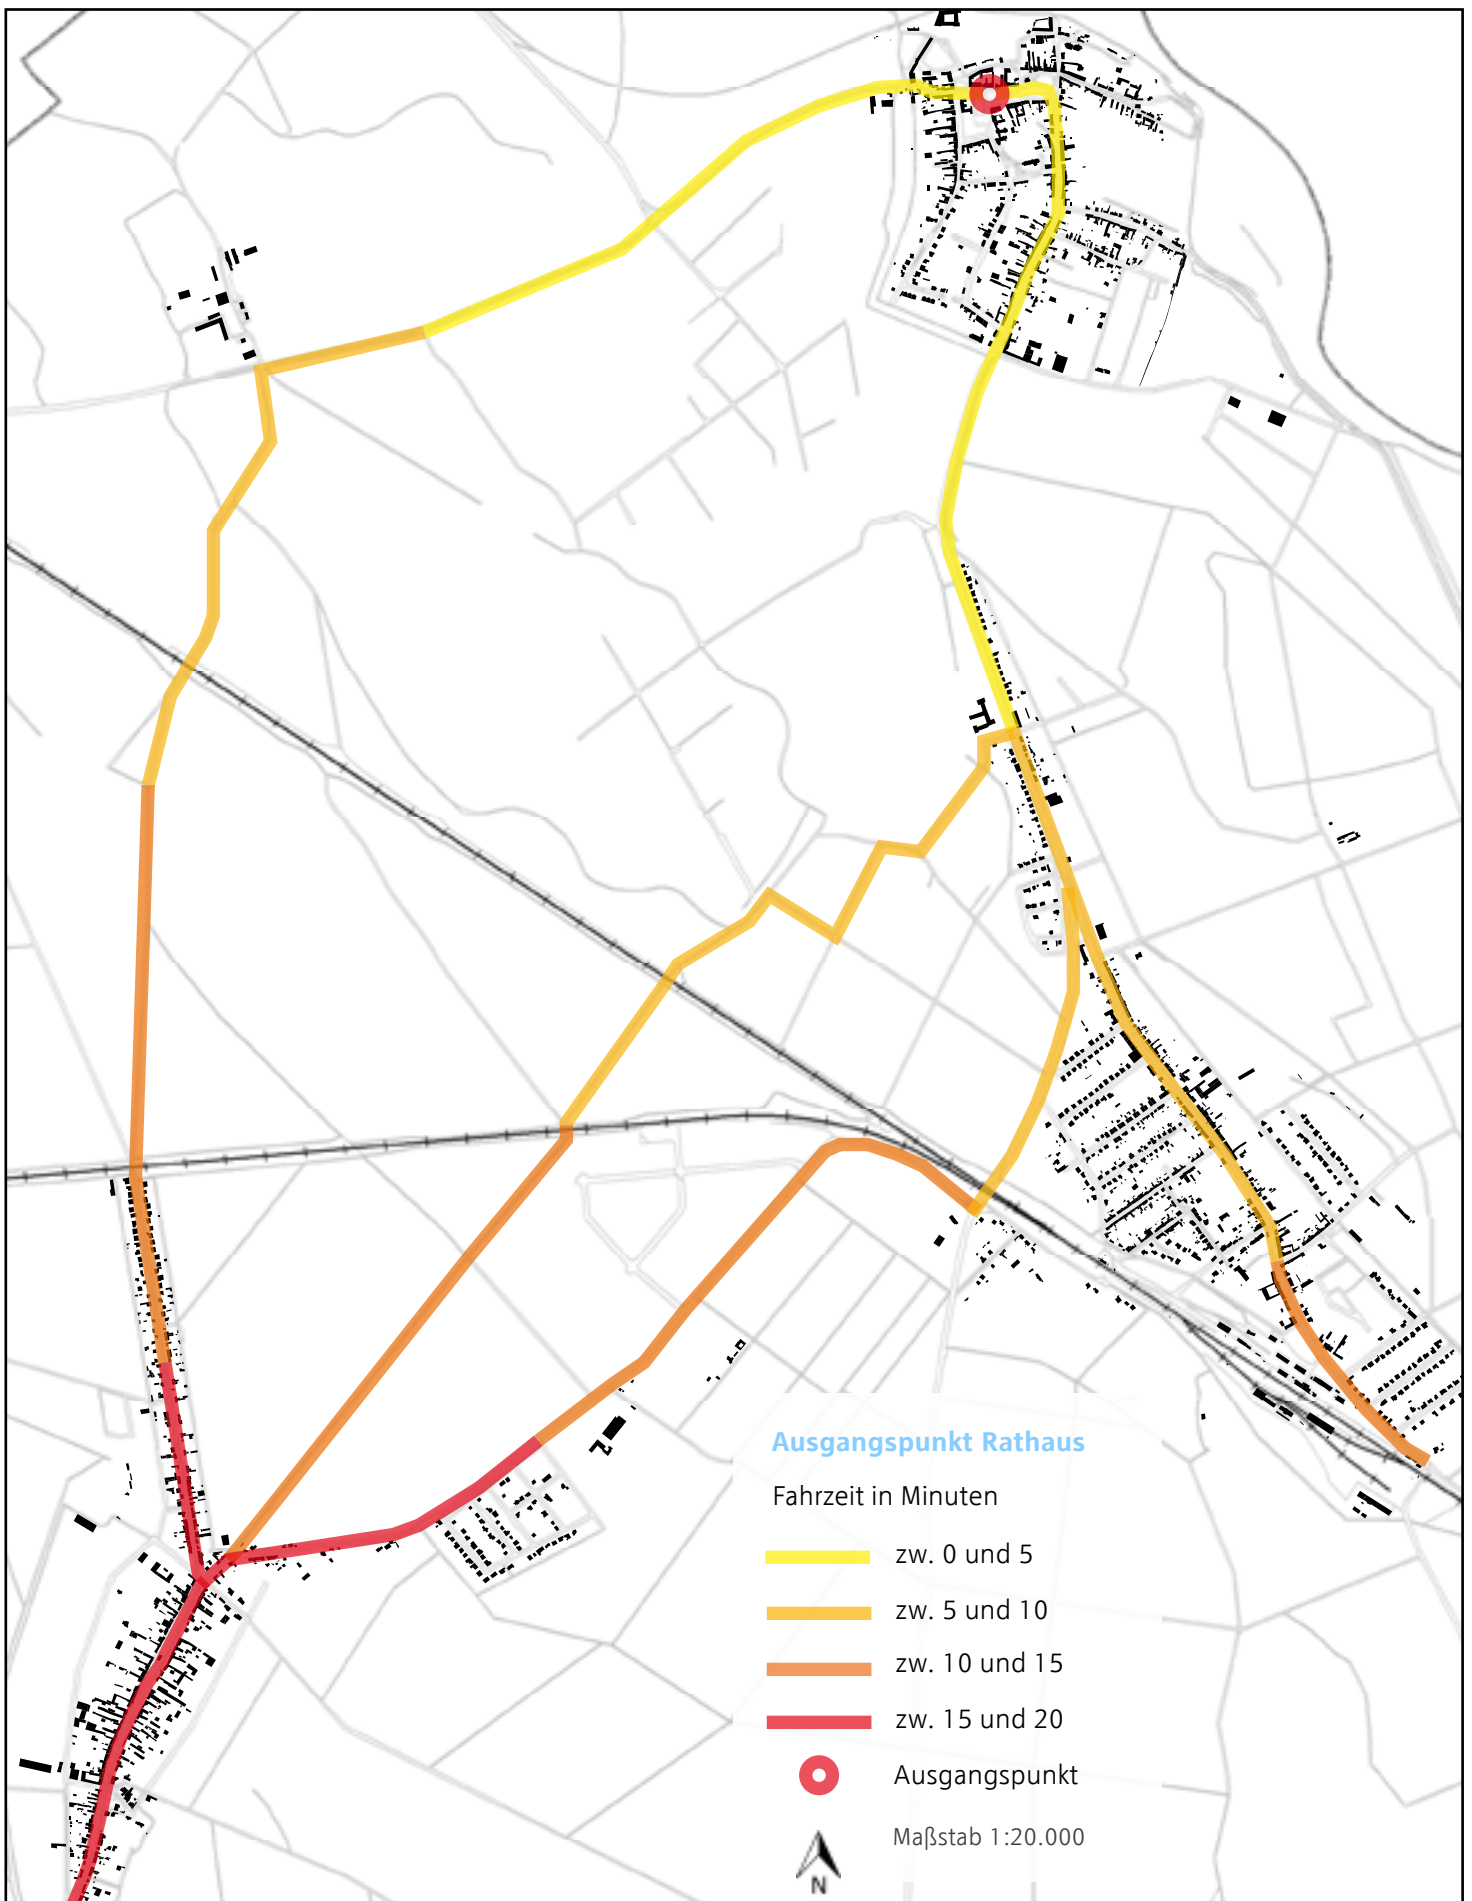 Ausgangspunkt Rathaus
Fahrzeit in Minuten
zw. 0 und 5
zw. 5 und 10
zw. 10 und 15
zw. 15 und 20
Ausgangspunkt
Maßstab 1:20.000
N